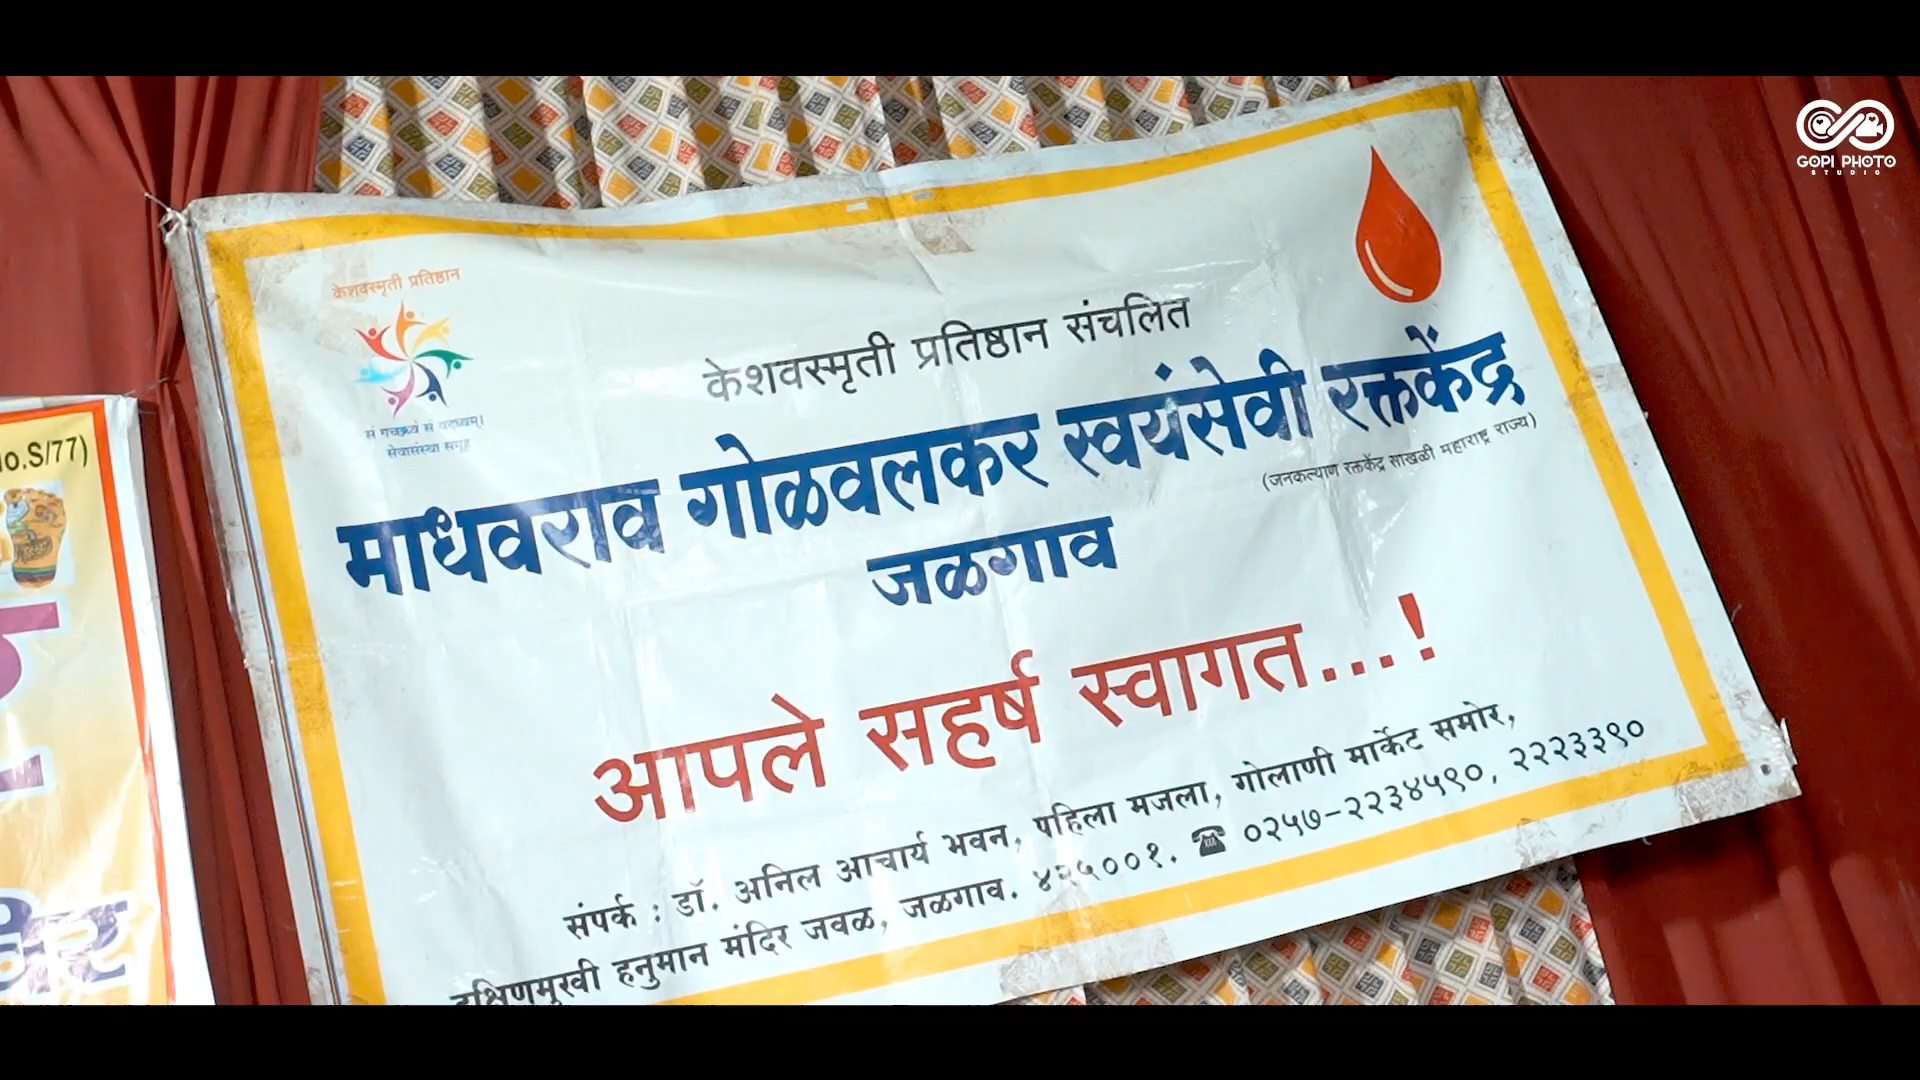 GOPI PHOTO
STUDIO
केशवस्मृती प्रतिष्ठान
सं गच्छध्वं सं वदध्वम्।
सेवासंस्था समूह
केशवस्मृती प्रतिष्ठान संचलित
माधवराव गोळवलकर स्वयंसेवी रक्तकेंद्र
(जनकल्याण रक्तकेंद्र साखळी महाराष्ट्र राज्य)
जळगाव
आपले सहर्ष स्वागत...!
संपर्क : डॉ. अनिल आचार्य भवन, पहिला मजला, गोलाणी मार्केट समोर,
दक्षिणमुखी हनुमान मंदिर जवळ, जळगाव. ४२५००१. ☎ ०२५७-२२३४५९०, २२२३३९०
No.S/77)